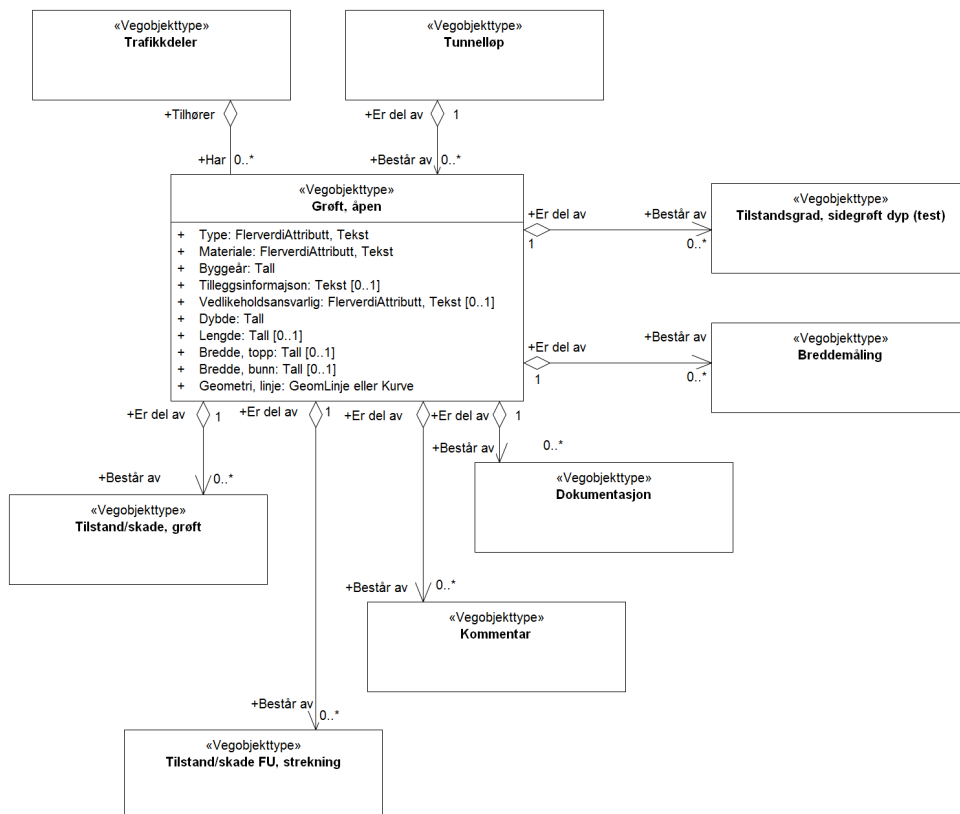 «Vegobjekttype»
Trafikkdeler
«Vegobjekttype»
Tunnelløp
+Tilhører
+Er del av 1
+Har 0..*
+Består av 0..*
«Vegobjekttype»
Grøft, åpen
+ Type: FlerverdiAttributt, Tekst
+ Materiale: FlerverdiAttributt, Tekst
+ Byggeår: Tall
+ Tilleggsinformajson: Tekst [0..1]
+ Vedlikeholdsansvarlig: FlerverdiAttributt, Tekst [0..1]
+ Dybde: Tall
+ Lengde: Tall [0..1]
+ Bredde, topp: Tall [0..1]
+ Bredde, bunn: Tall [0..1]
+ Geometri, linje: GeomLinje eller Kurve
+Er del av
1
+Består av
0..*
«Vegobjekttype»
Tilstandsgrad, sidegrøft dyp (test)
+Er del av
1
+Består av
0..*
«Vegobjekttype»
Breddemåling
+Er del av 1
+Er del av 1
+Er del av
+Er del av 1
+Består av 0..*
«Vegobjekttype»
Dokumentasjon
+Består av 0..*
«Vegobjekttype»
Tilstand/skade, grøft
+Består av 0..*
«Vegobjekttype»
Kommentar
+Består av
0..*
«Vegobjekttype»
Tilstand/skade FU, strekning